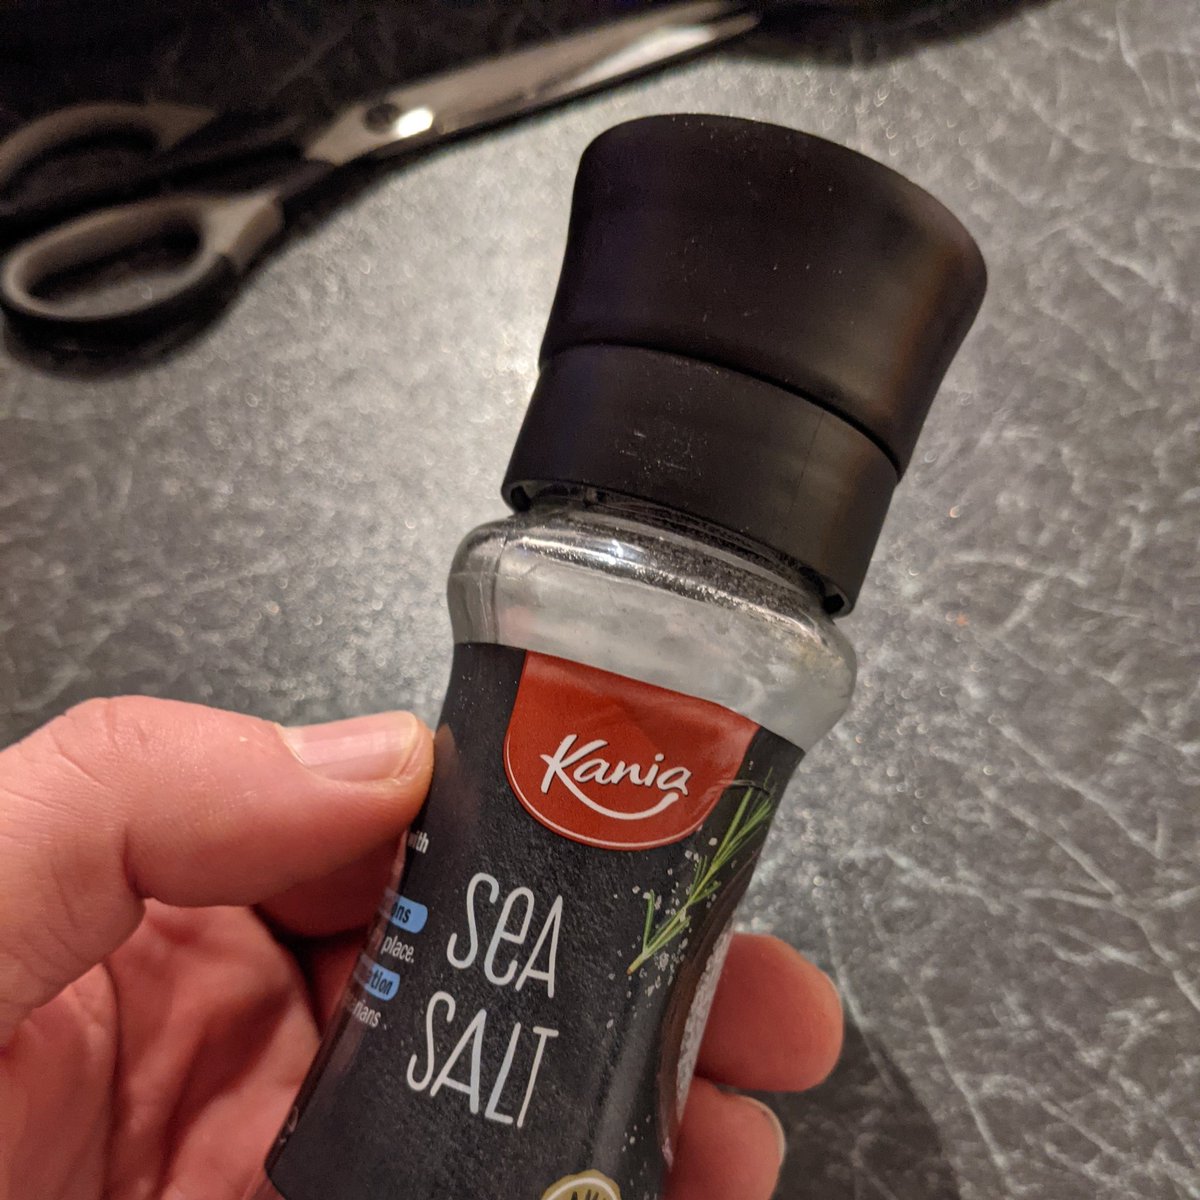 Kania
with
place.
SeA
SALT